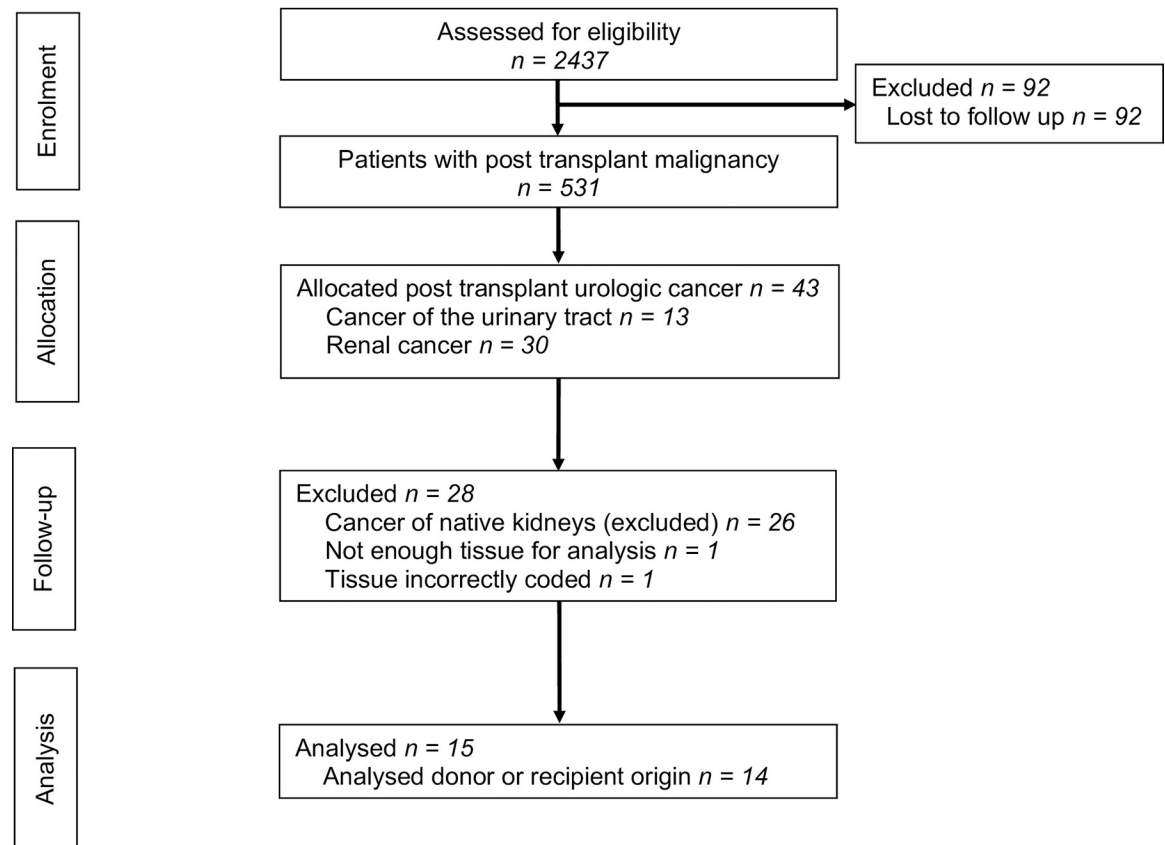 Enrolment
Assessed for eligibility
n = 2437
Excluded n = 92
Lost to follow up n = 92
Patients with post transplant malignancy
n = 531
Allocation
Allocated post transplant urologic cancer n = 43
Cancer of the urinary tract n = 13
Renal cancer n = 30
Follow-up
Excluded n = 28
Cancer of native kidneys (excluded) n = 26
Not enough tissue for analysis n = 1
Tissue incorrectly coded n = 1
Analysis
Analysed n = 15
Analysed donor or recipient origin n = 14